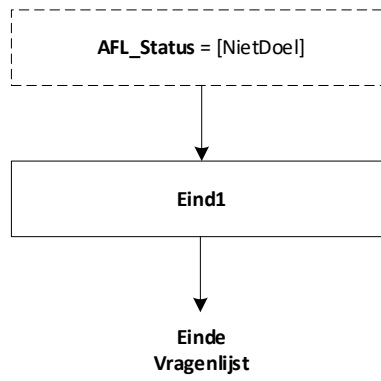 AFL_Status = [NietDoel]
Eind1
Einde
Vragenlijst